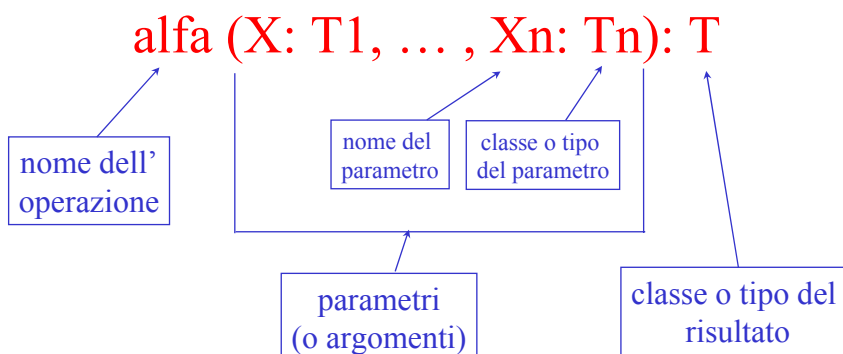 alfa (X: T1, … , Xn: Tn): T
nome dell’
operazione
nome del
parametro
classe o tipo
del parametro
parametri
(o argomenti)
classe o tipo del
risultato